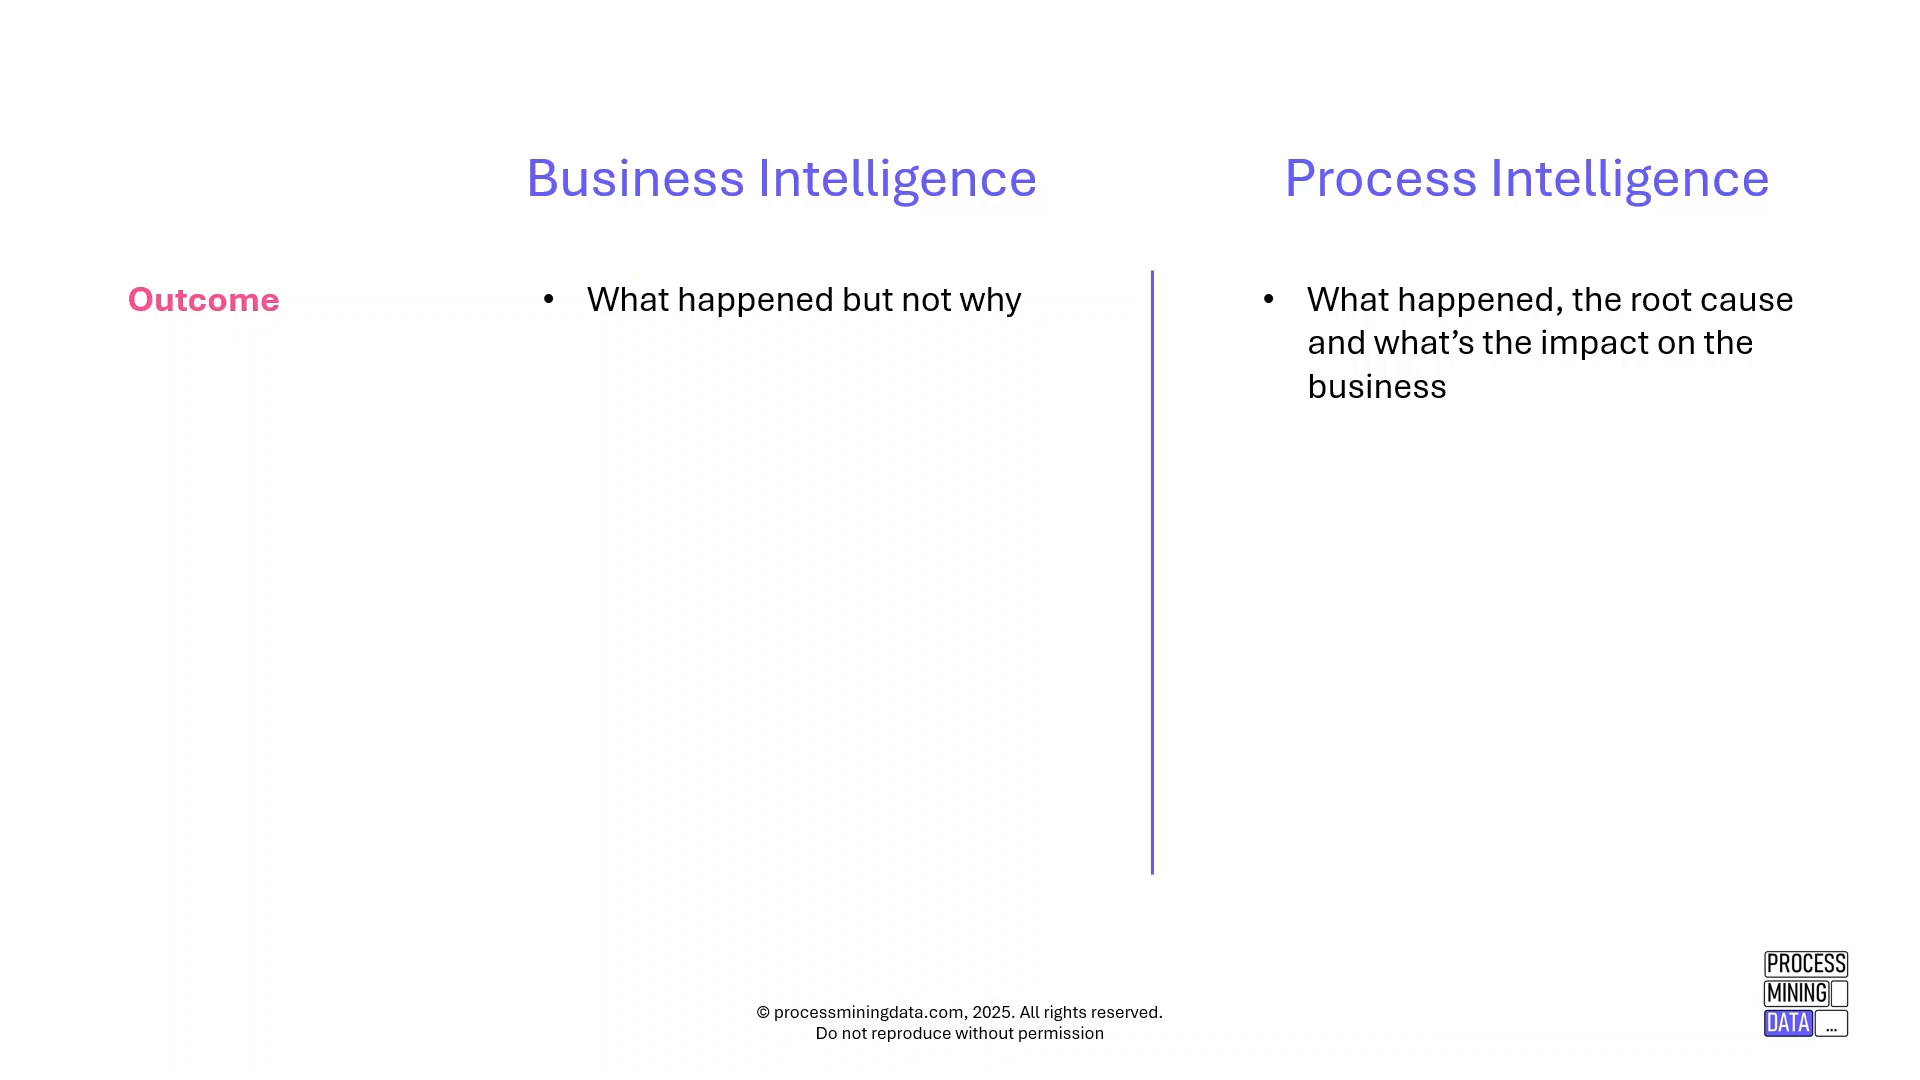 Business Intelligence
Process Intelligence
Outcome
• What happened but not why
• What happened, the root cause
and what’s the impact on the
business
© processminingdata.com, 2025. All rights reserved.
Do not reproduce without permission
PROCESS
MINING
DATA ...